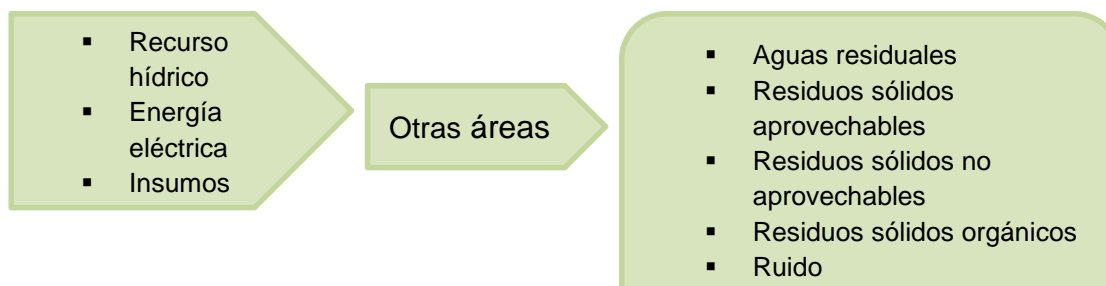 ▪ Recurso
hídrico
▪ Energía
eléctrica
▪ Insumos
Otras áreas
▪ Aguas residuales
▪ Residuos sólidos
aprovechables
▪ Residuos sólidos no
aprovechables
▪ Residuos sólidos orgánicos
▪ Ruido